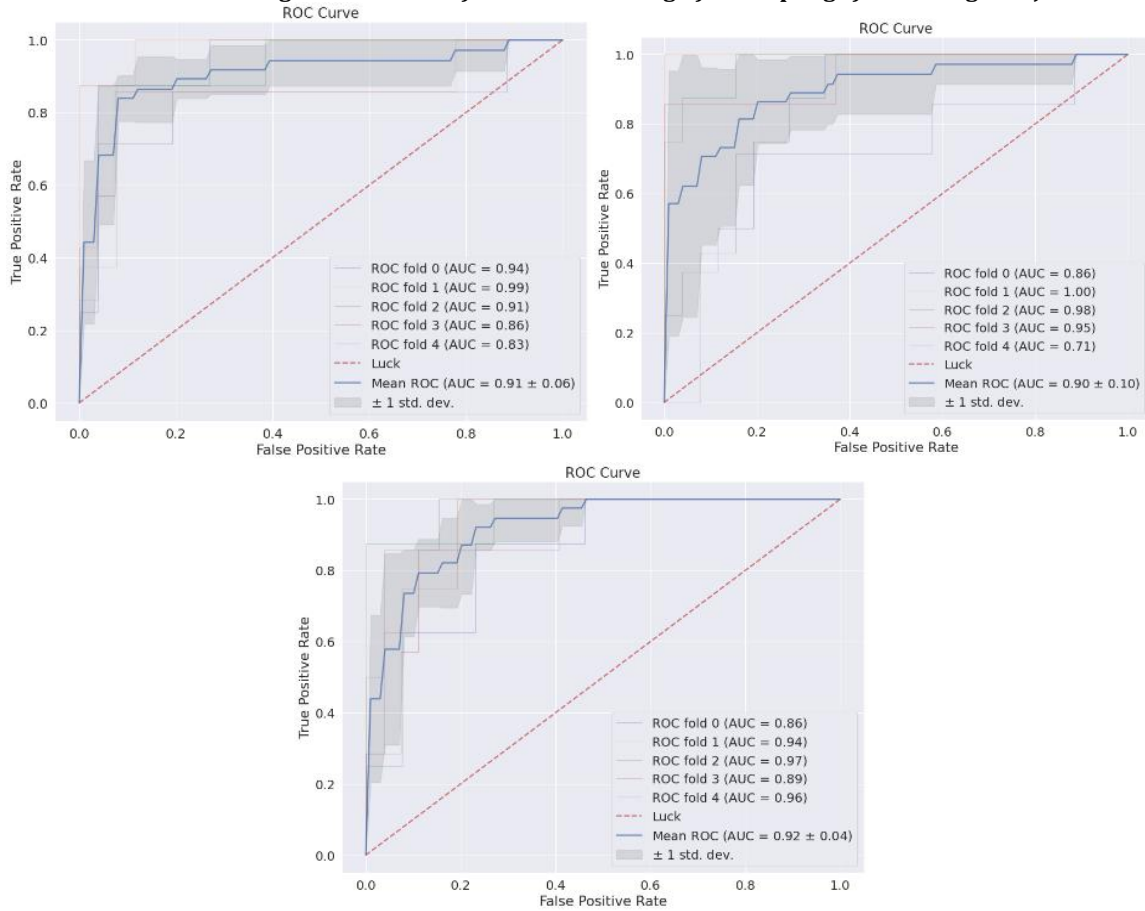 ROC Curve
1.0
0.8
0.6
0.4
0.2
0.0
True Positive Rate
ROC fold 0 (AUC = 0.94)
ROC fold 1 (AUC = 0.99)
ROC fold 2 (AUC = 0.91)
ROC fold 3 (AUC = 0.86)
ROC fold 4 (AUC = 0.83)
Luck
Mean ROC (AUC = 0.91 ± 0.06)
± 1 std. dev.
0.0 0.2 0.4 0.6 0.8 1.0
False Positive Rate
ROC Curve
1.0
0.8
0.6
0.4
0.2
0.0
True Positive Rate
ROC fold 0 (AUC = 0.86)
ROC fold 1 (AUC = 1.00)
ROC fold 2 (AUC = 0.98)
ROC fold 3 (AUC = 0.95)
ROC fold 4 (AUC = 0.71)
Luck
Mean ROC (AUC = 0.90 ± 0.10)
± 1 std. dev.
0.0 0.2 0.4 0.6 0.8 1.0
False Positive Rate
ROC Curve
1.0
0.8
0.6
0.4
0.2
0.0
True Positive Rate
ROC fold 0 (AUC = 0.86)
ROC fold 1 (AUC = 0.94)
ROC fold 2 (AUC = 0.97)
ROC fold 3 (AUC = 0.89)
ROC fold 4 (AUC = 0.96)
Luck
Mean ROC (AUC = 0.92 ± 0.04)
± 1 std. dev.
0.0 0.2 0.4 0.6 0.8 1.0
False Positive Rate